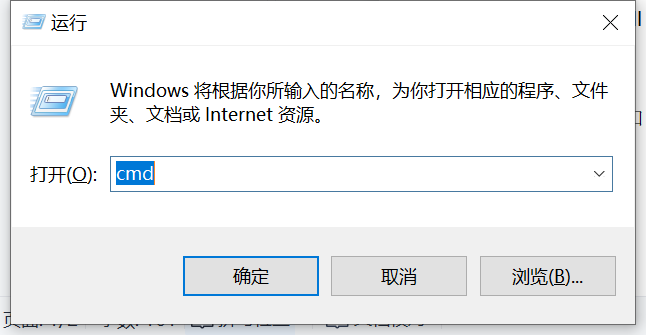 运行
Windows 将根据你所输入的名称，为你打开相应的程序、文件
夹、文档或 Internet 资源。
打开(O):
cmd
确定
取消
浏览(B)...